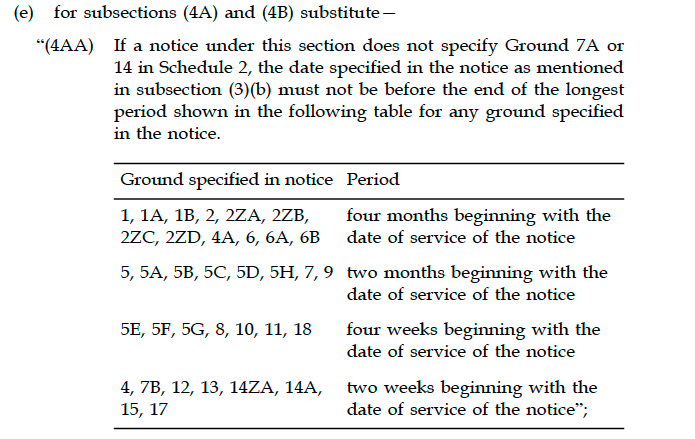 (e) for subsections (4A) and (4B) substitute—
“(4AA) If a notice under this section does not specify Ground 7A or
14 in Schedule 2, the date specified in the notice as mentioned
in subsection (3)(b) must not be before the end of the longest
period shown in the following table for any ground specified
in the notice.
Ground specified in notice Period
1, 1A, 1B, 2, 2ZA, 2ZB, four months beginning with the
2ZC, 2ZD, 4A, 6, 6A, 6B date of service of the notice
5, 5A, 5B, 5C, 5D, 5H, 7, 9 two months beginning with the
date of service of the notice
5E, 5F, 5G, 8, 10, 11, 18 four weeks beginning with the
date of service of the notice
4, 7B, 12, 13, 14ZA, 14A, two weeks beginning with the
15, 17 date of service of the notice”;